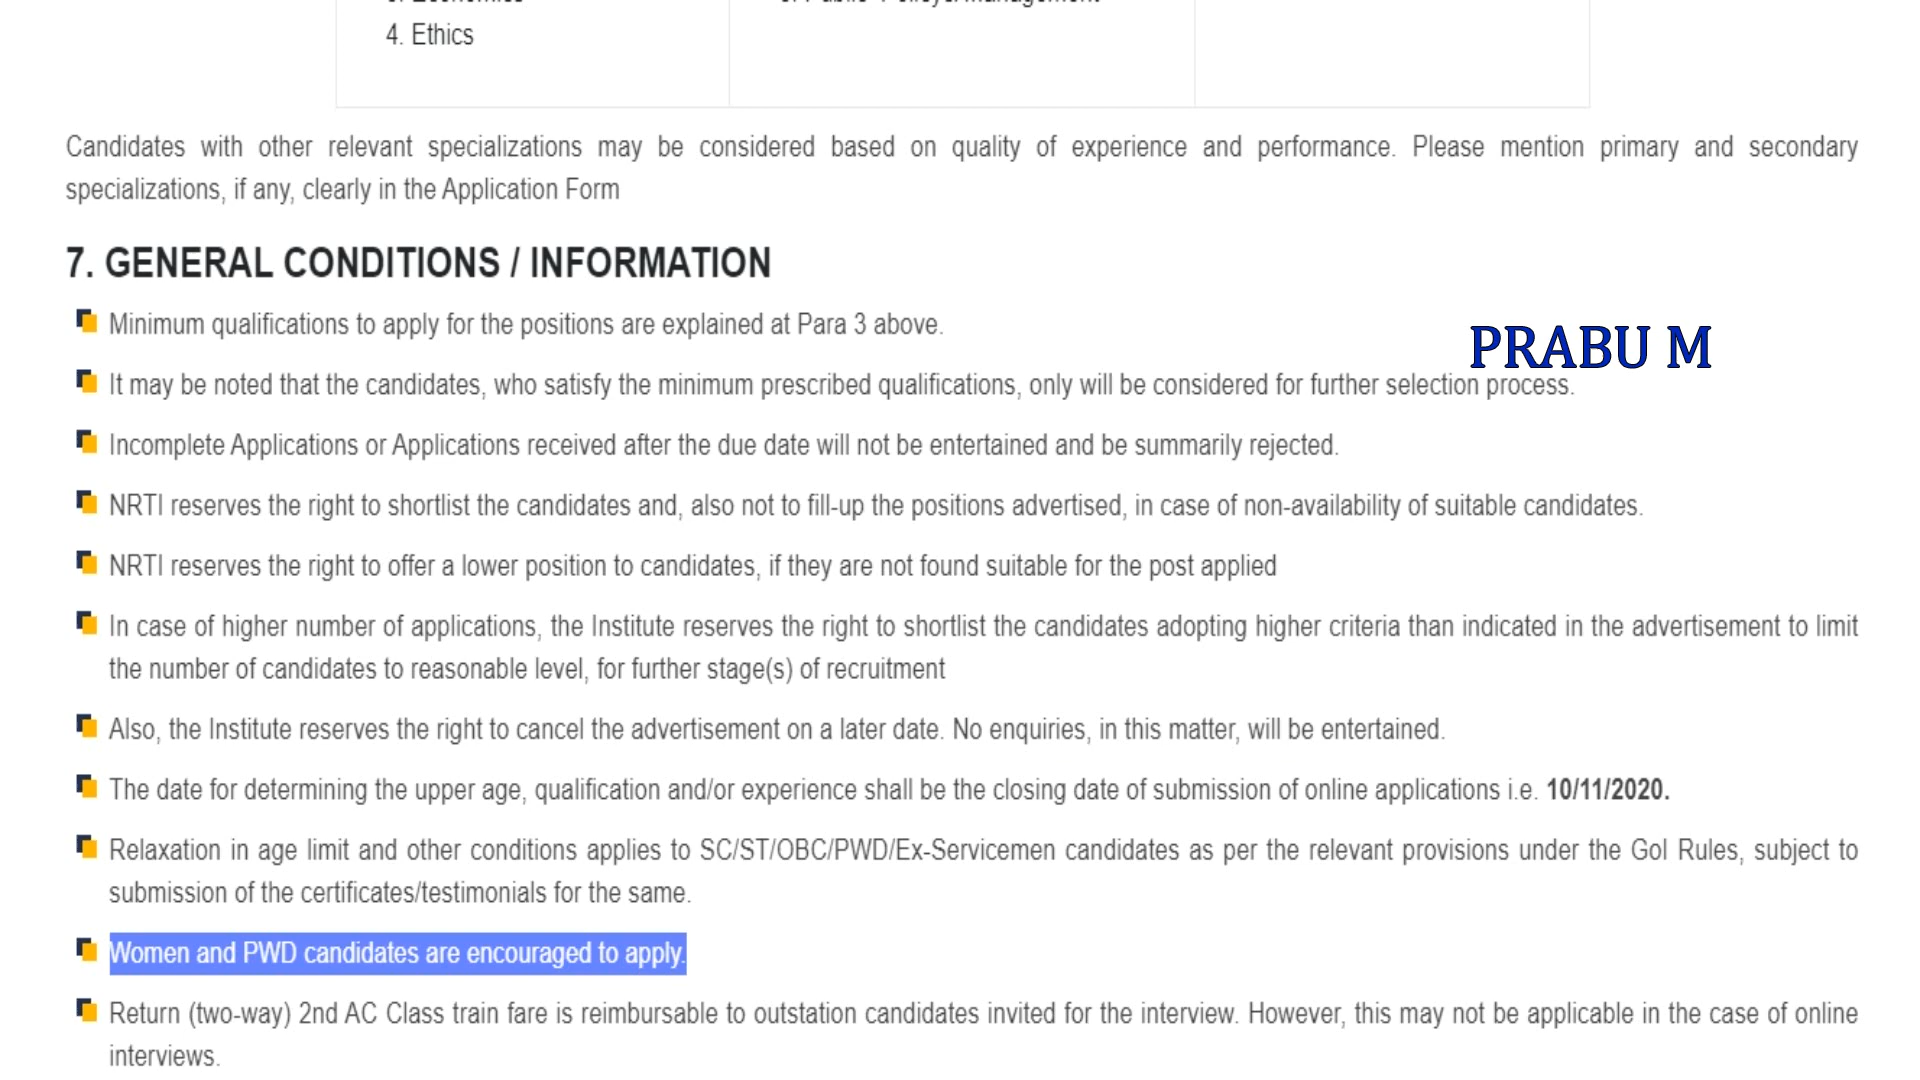 3. Economics
3. Public Policy/Management
4. Ethics
Candidates with other relevant specializations may be considered based on quality of experience and performance. Please mention primary and secondary
specializations, if any, clearly in the Application Form
7. GENERAL CONDITIONS / INFORMATION
Minimum qualifications to apply for the positions are explained at Para 3 above.
PRABU M
It may be noted that the candidates, who satisfy the minimum prescribed qualifications, only will be considered for further selection process.
Incomplete Applications or Applications received after the due date will not be entertained and be summarily rejected.
NRTI reserves the right to shortlist the candidates and, also not to fill-up the positions advertised, in case of non-availability of suitable candidates.
NRTI reserves the right to offer a lower position to candidates, if they are not found suitable for the post applied
In case of higher number of applications, the Institute reserves the right to shortlist the candidates adopting higher criteria than indicated in the advertisement to limit
the number of candidates to reasonable level, for further stage(s) of recruitment
Also, the Institute reserves the right to cancel the advertisement on a later date. No enquiries, in this matter, will be entertained.
The date for determining the upper age, qualification and/or experience shall be the closing date of submission of online applications i.e. 10/11/2020.
Relaxation in age limit and other conditions applies to SC/ST/OBC/PWD/Ex-Servicemen candidates as per the relevant provisions under the GoI Rules, subject to
submission of the certificates/testimonials for the same.
Women and PWD candidates are encouraged to apply.
Return (two-way) 2nd AC Class train fare is reimbursable to outstation candidates invited for the interview. However, this may not be applicable in the case of online
interviews.